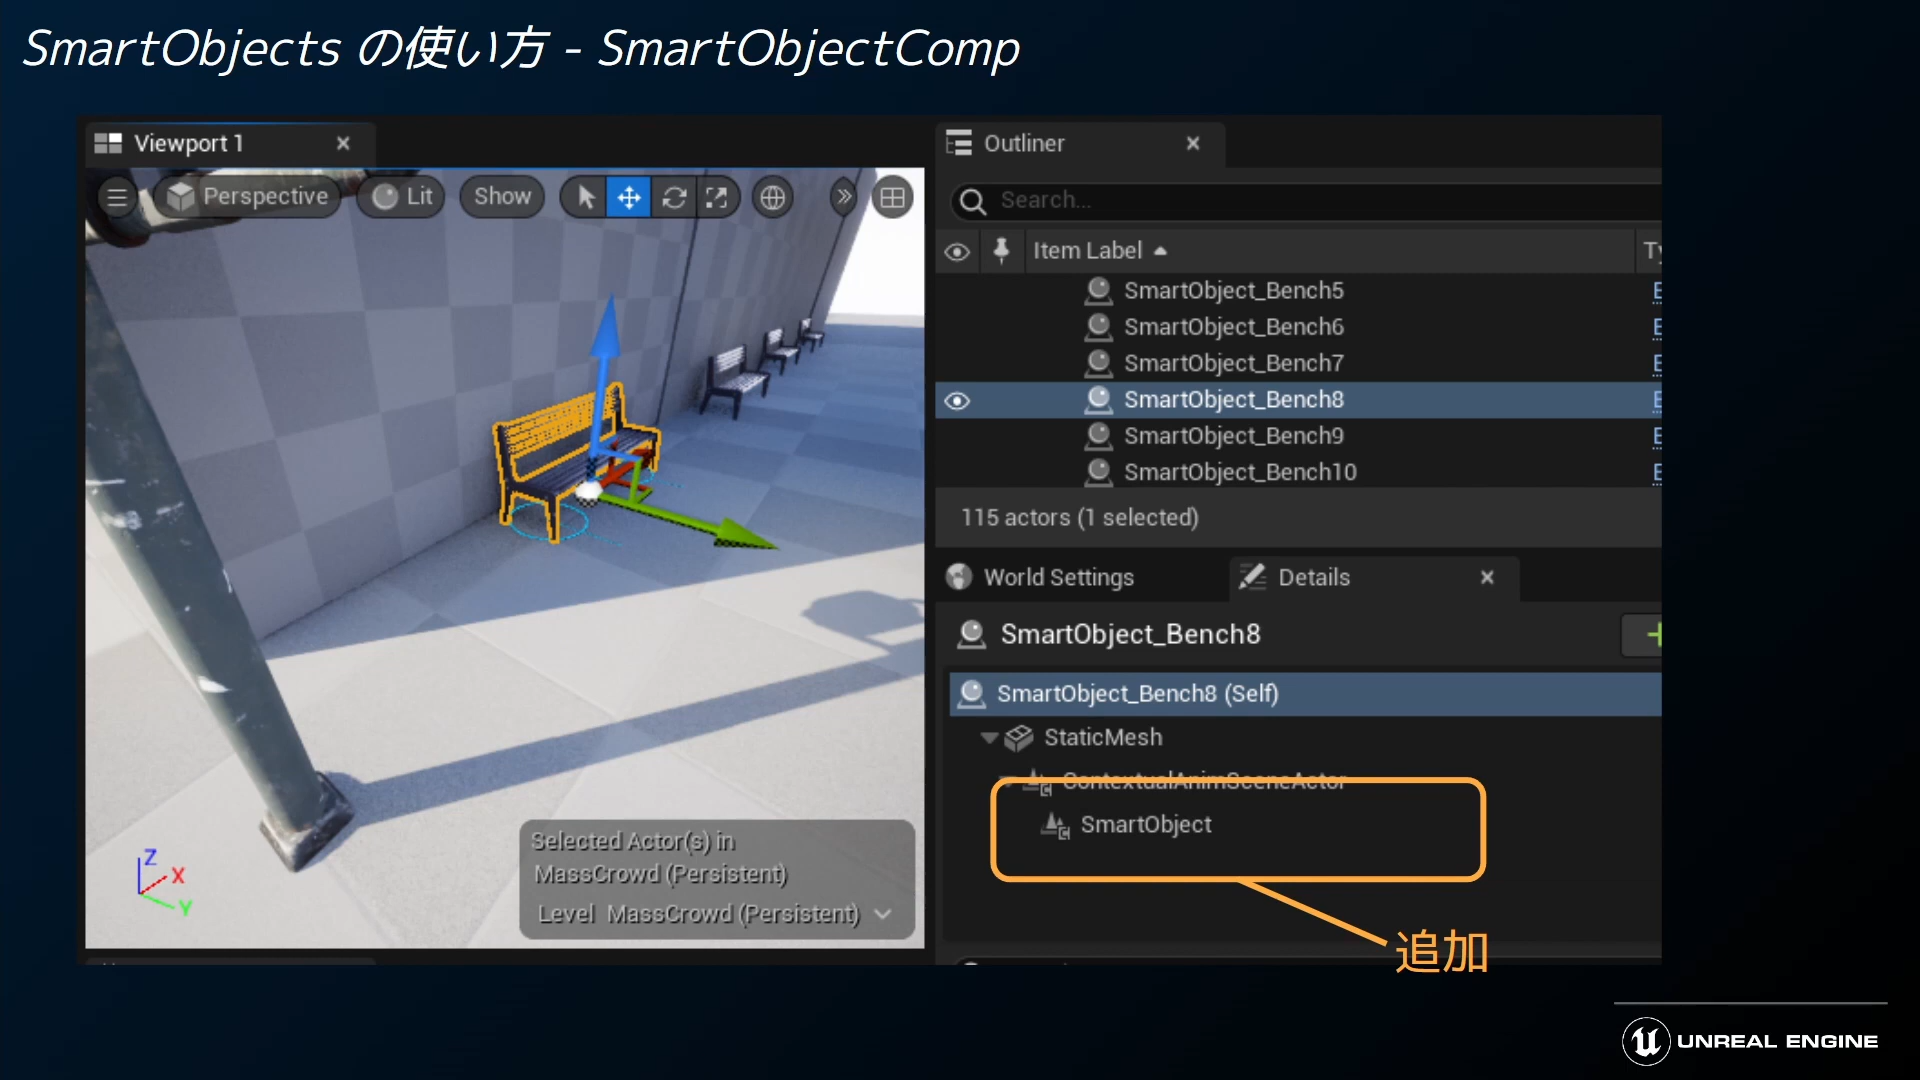 SmartObjects の使い方 - SmartObjectComp
Viewport 1
Perspective
Lit
Show
Z
X
Y
Selected Actor(s) in
MassCrowd (Persistent)
Level MassCrowd (Persistent)
Outliner
Search...
Item Label
SmartObject_Bench5
SmartObject_Bench6
SmartObject_Bench7
SmartObject_Bench8
SmartObject_Bench9
SmartObject_Bench10
115 actors (1 selected)
World Settings
Details
SmartObject_Bench8
SmartObject_Bench8 (Self)
StaticMesh
ContextualAnimSceneActor
SmartObject
追加
UNREAL ENGINE